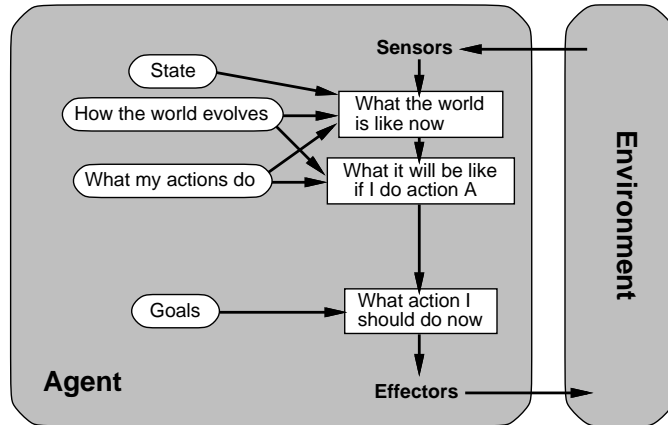 Sensors
State
What the world
is like now
How the world evolves
What my actions do
What it will be like
if I do action A
Goals
What action I
should do now
Agent
Effectors
Environment